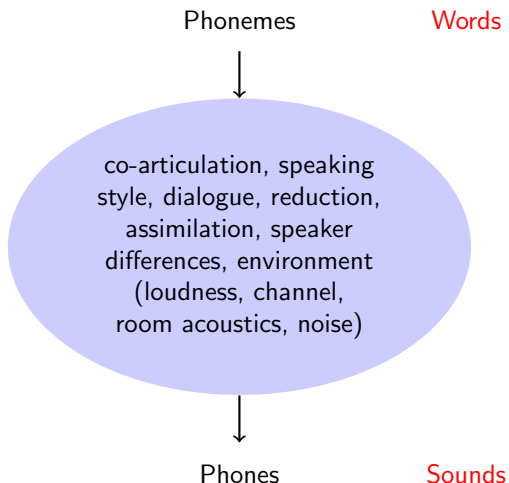 Phonemes Words
co-articulation, speaking
style, dialogue, reduction,
assimilation, speaker
differences, environment
(loudness, channel,
room acoustics, noise)
Phones Sounds